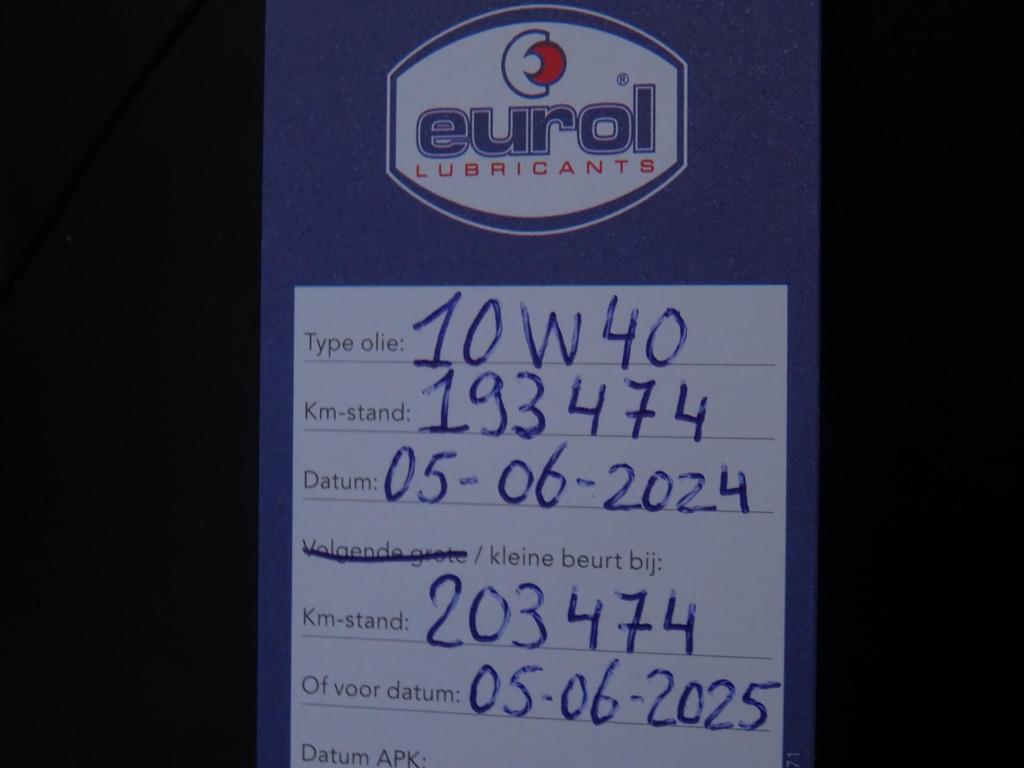 eurol®
LUBRICANTS
Type olie: 10W40
Km-stand: 193474
Datum: 05-06-2024
Volgende grote / kleine beurt bij:
Km-stand: 203474
Of voor datum: 05-06-2025
Datum APK:
71